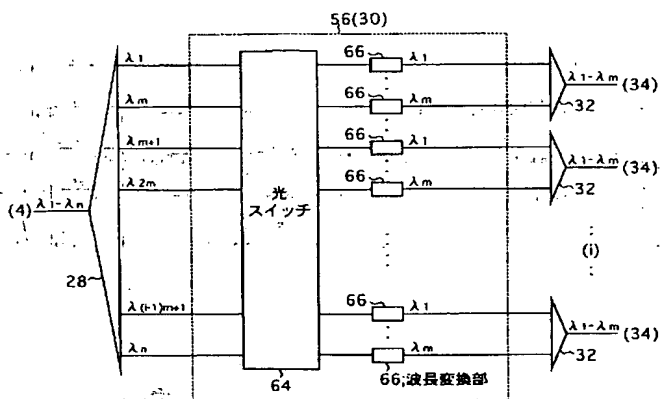 56(30)
λ1
66
λ1
λ1-λm
(34)
λm
66
λm
32
λm+1
66
λ1
λ1-λm
(34)
λ2m
66
λm
32
(4)
λ1-λn
光
スイッチ
(i)
28
λ(i-1)m+1
66
λ1
λ1-λm
(34)
λn
λm
32
64
66;波長変換部